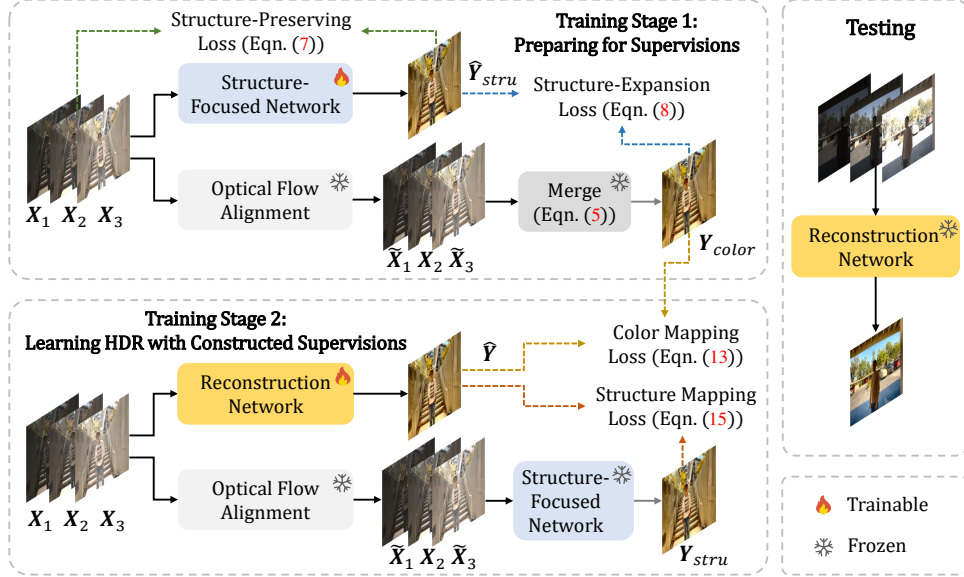 Structure-Preserving
Loss (Eqn. (7))
Training Stage 1:
Preparing for Supervisions
Structure-
Focused Network
Ŷ_stru
Structure-Expansion
Loss (Eqn. (8))
X₁ X₂ X₃
Optical Flow
Alignment
X̃₁ X₂ X̃₃
Merge
(Eqn. (5))
Y_color
Training Stage 2:
Learning HDR with Constructed Supervisions
Reconstruction
Network
Ŷ
Color Mapping
Loss (Eqn. (13))
Structure Mapping
Loss (Eqn. (15))
X₁ X₂ X₃
Optical Flow
Alignment
X̃₁ X₂ X̃₃
Structure-
Focused
Network
Y_stru
Testing
Reconstruction
Network
Trainable
Frozen